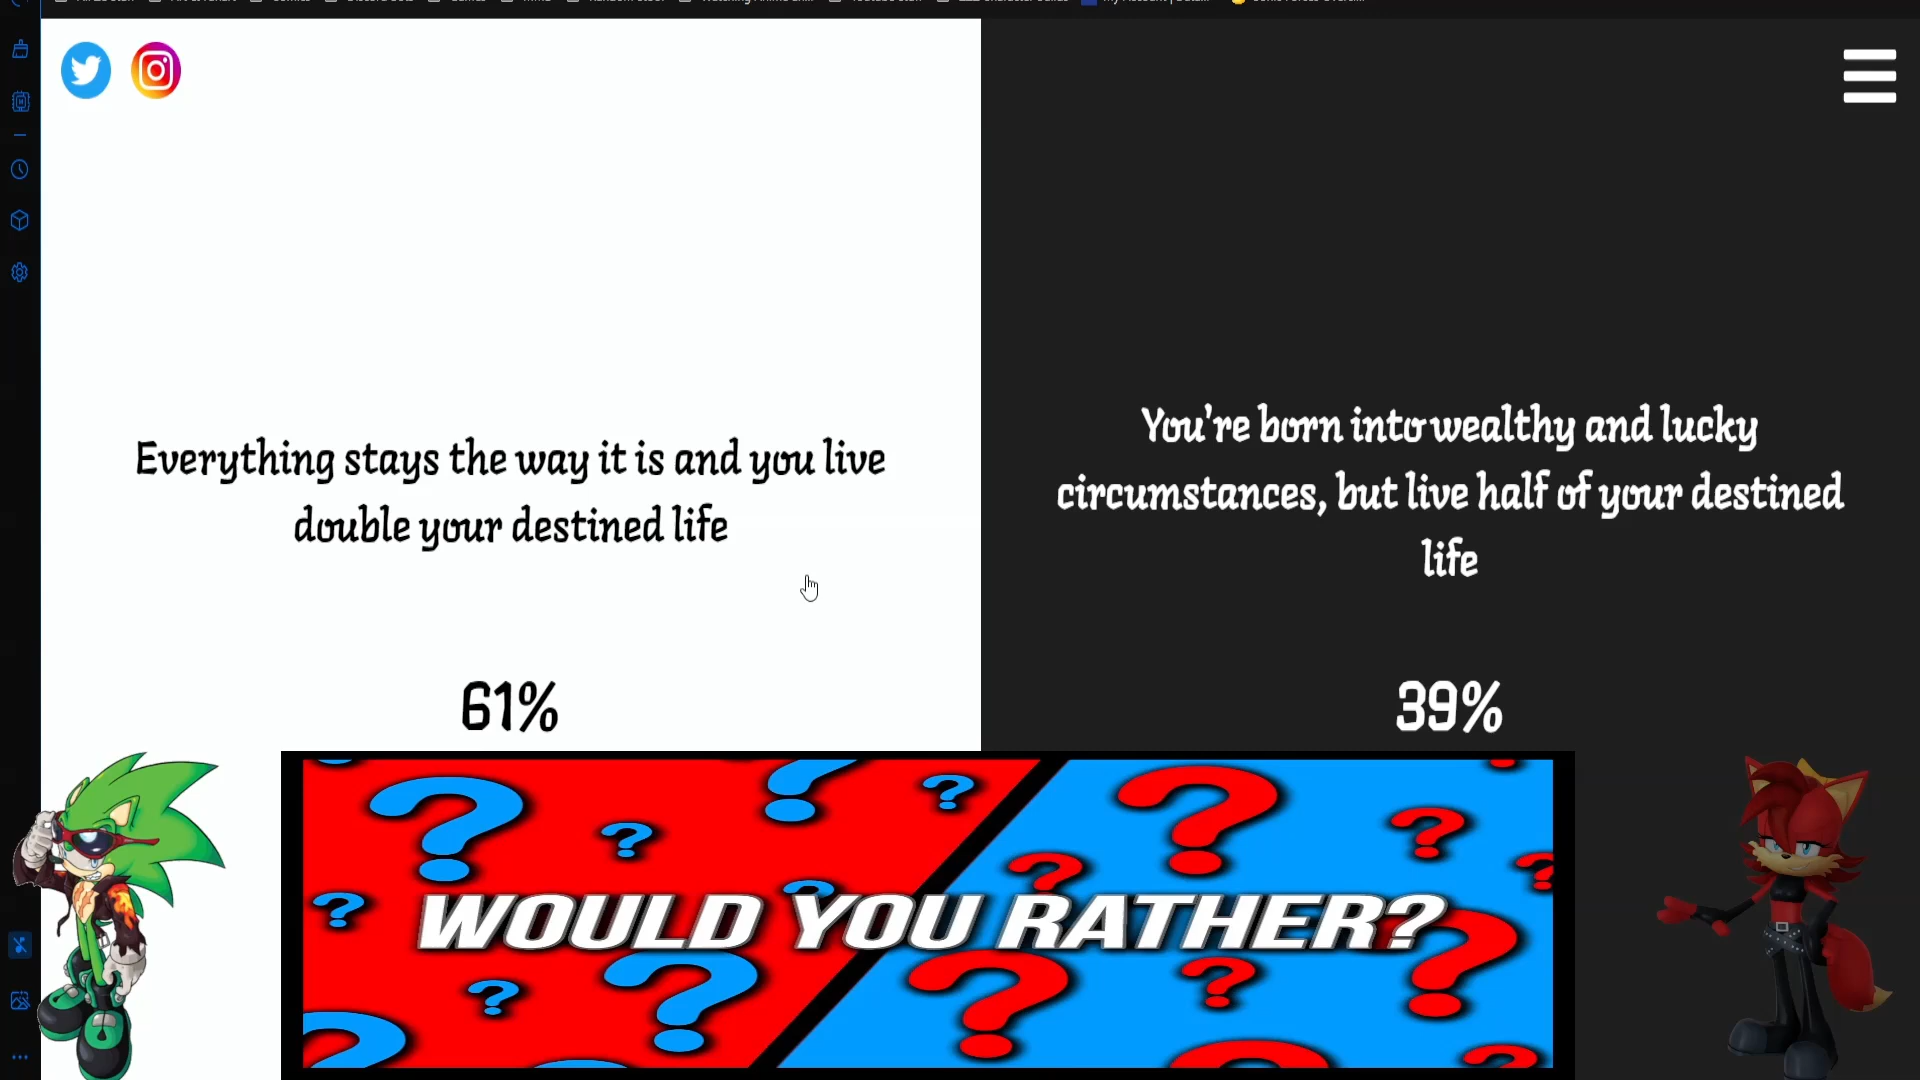 Everything stays the way it is and you live
double your destined life
61%
You're born into wealthy and lucky
circumstances, but live half of your destined
life
39%
WOULD YOU RATHER?